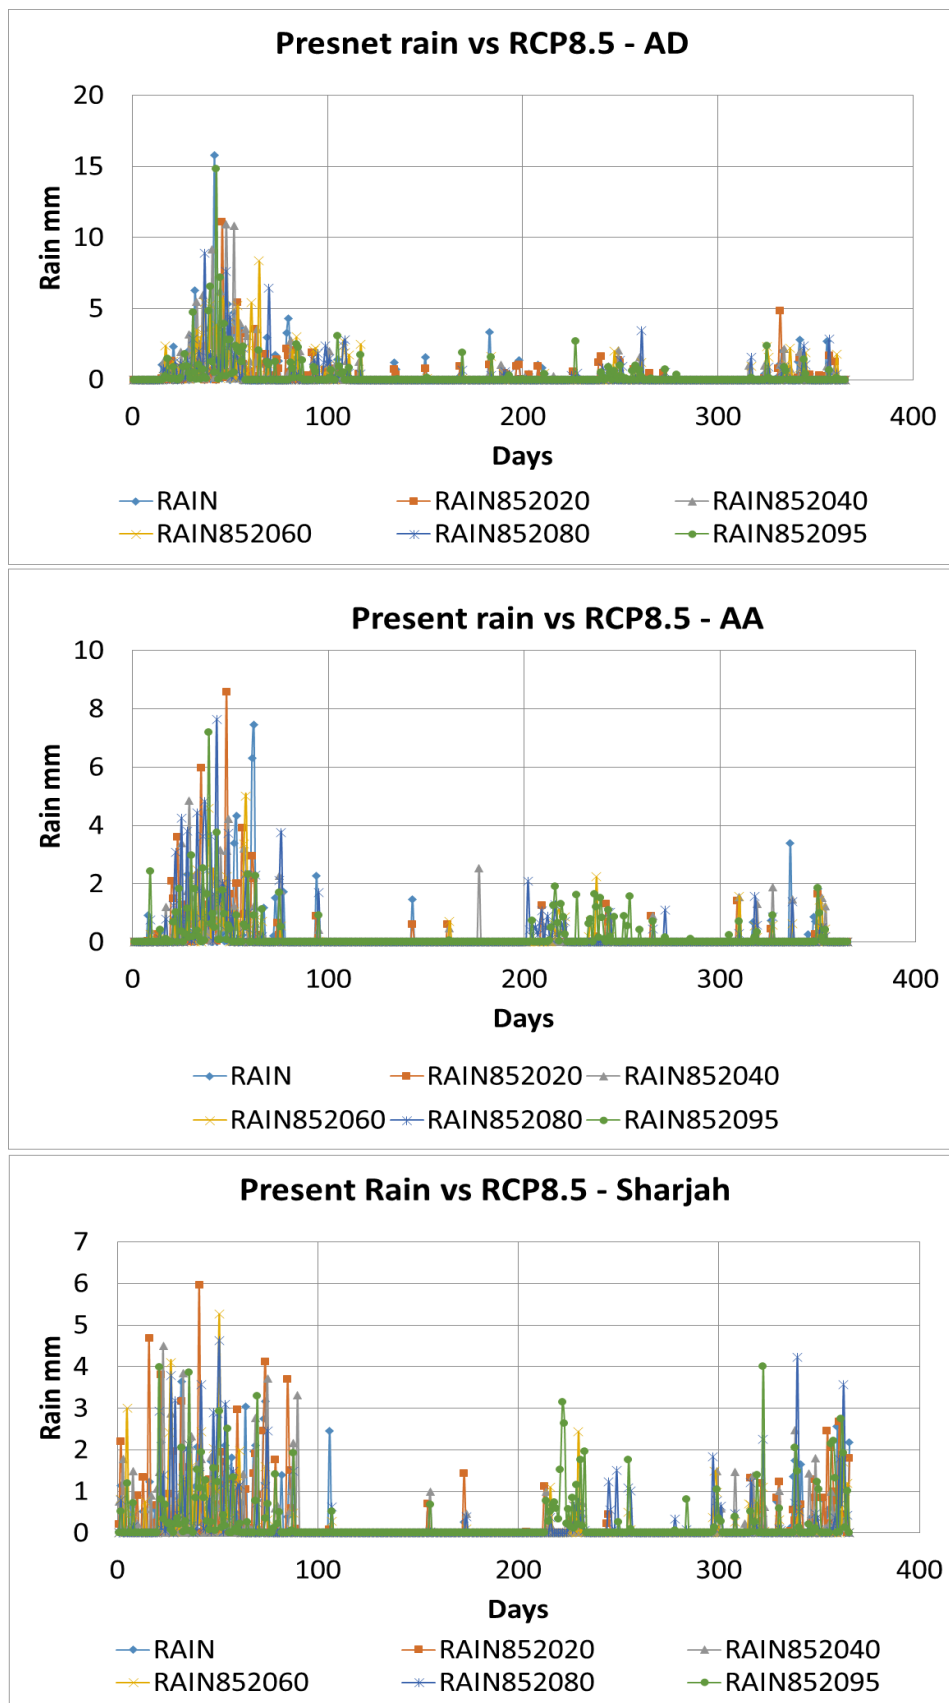 Presnet rain vs RCP8.5 - AD
20
15
10
5
0
Rain mm
0 100 200 300 400
Days
RAIN RAIN852020 RAIN852040
RAIN852060 RAIN852080 RAIN852095
Present rain vs RCP8.5 - AA
10
8
6
4
2
0
Rain mm
0 100 200 300 400
Days
RAIN RAIN852020 RAIN852040
RAIN852060 RAIN852080 RAIN852095
Present Rain vs RCP8.5 - Sharjah
7
6
5
4
3
2
1
0
Rain mm
0 100 200 300 400
Days
RAIN RAIN852020 RAIN852040
RAIN852060 RAIN852080 RAIN852095